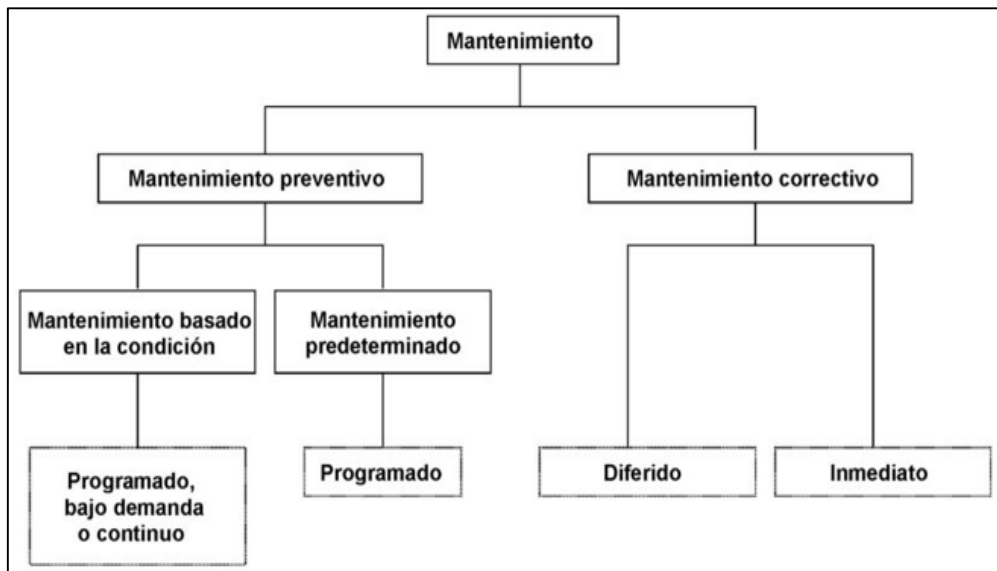 Mantenimiento
Mantenimiento preventivo
Mantenimiento correctivo
Mantenimiento basado
en la condición
Mantenimiento
predeterminado
Programado,
bajo demanda
o continuo
Programado
Diferido
Inmediato